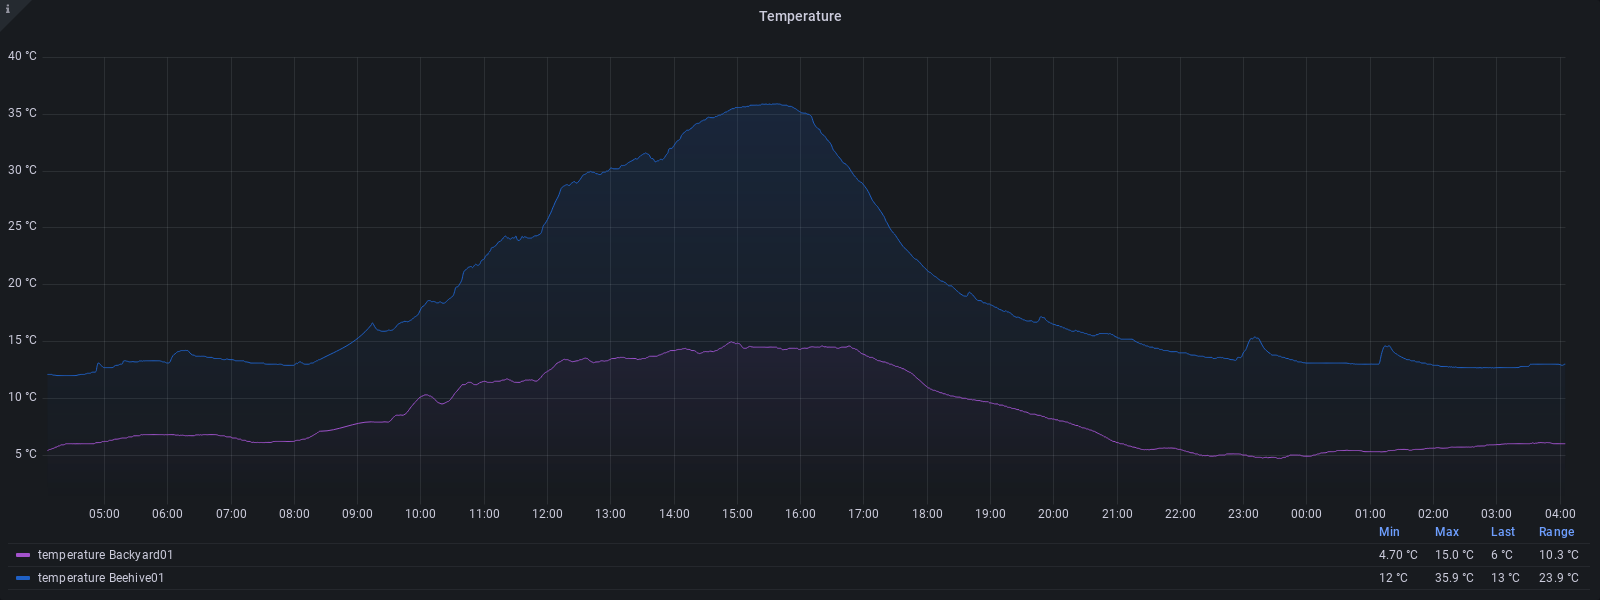 i
Temperature
40 °C
35 °C
30 °C
25 °C
20 °C
15 °C
10 °C
5 °C
05:00 06:00 07:00 08:00 09:00 10:00 11:00 12:00 13:00 14:00 15:00 16:00 17:00 18:00 19:00 20:00 21:00 22:00 23:00 00:00 01:00 02:00 03:00 04:00
Min Max Last Range
temperature Backyard01 4.70 °C 15.0 °C 6 °C 10.3 °C
temperature Beehive01 12 °C 35.9 °C 13 °C 23.9 °C